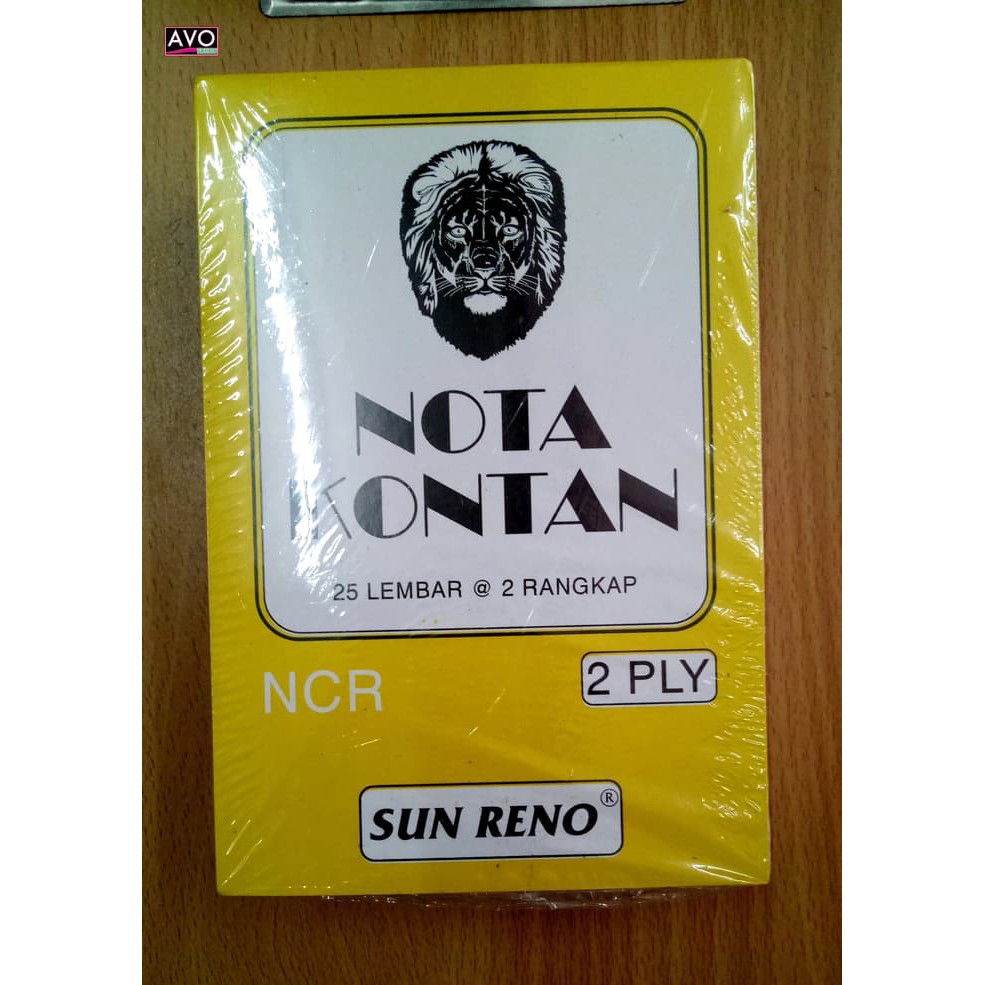 AVO
NOTA
KONTAN
25 LEMBAR @ 2 RANGKAP
NCR
2 PLY
SUN RENO®